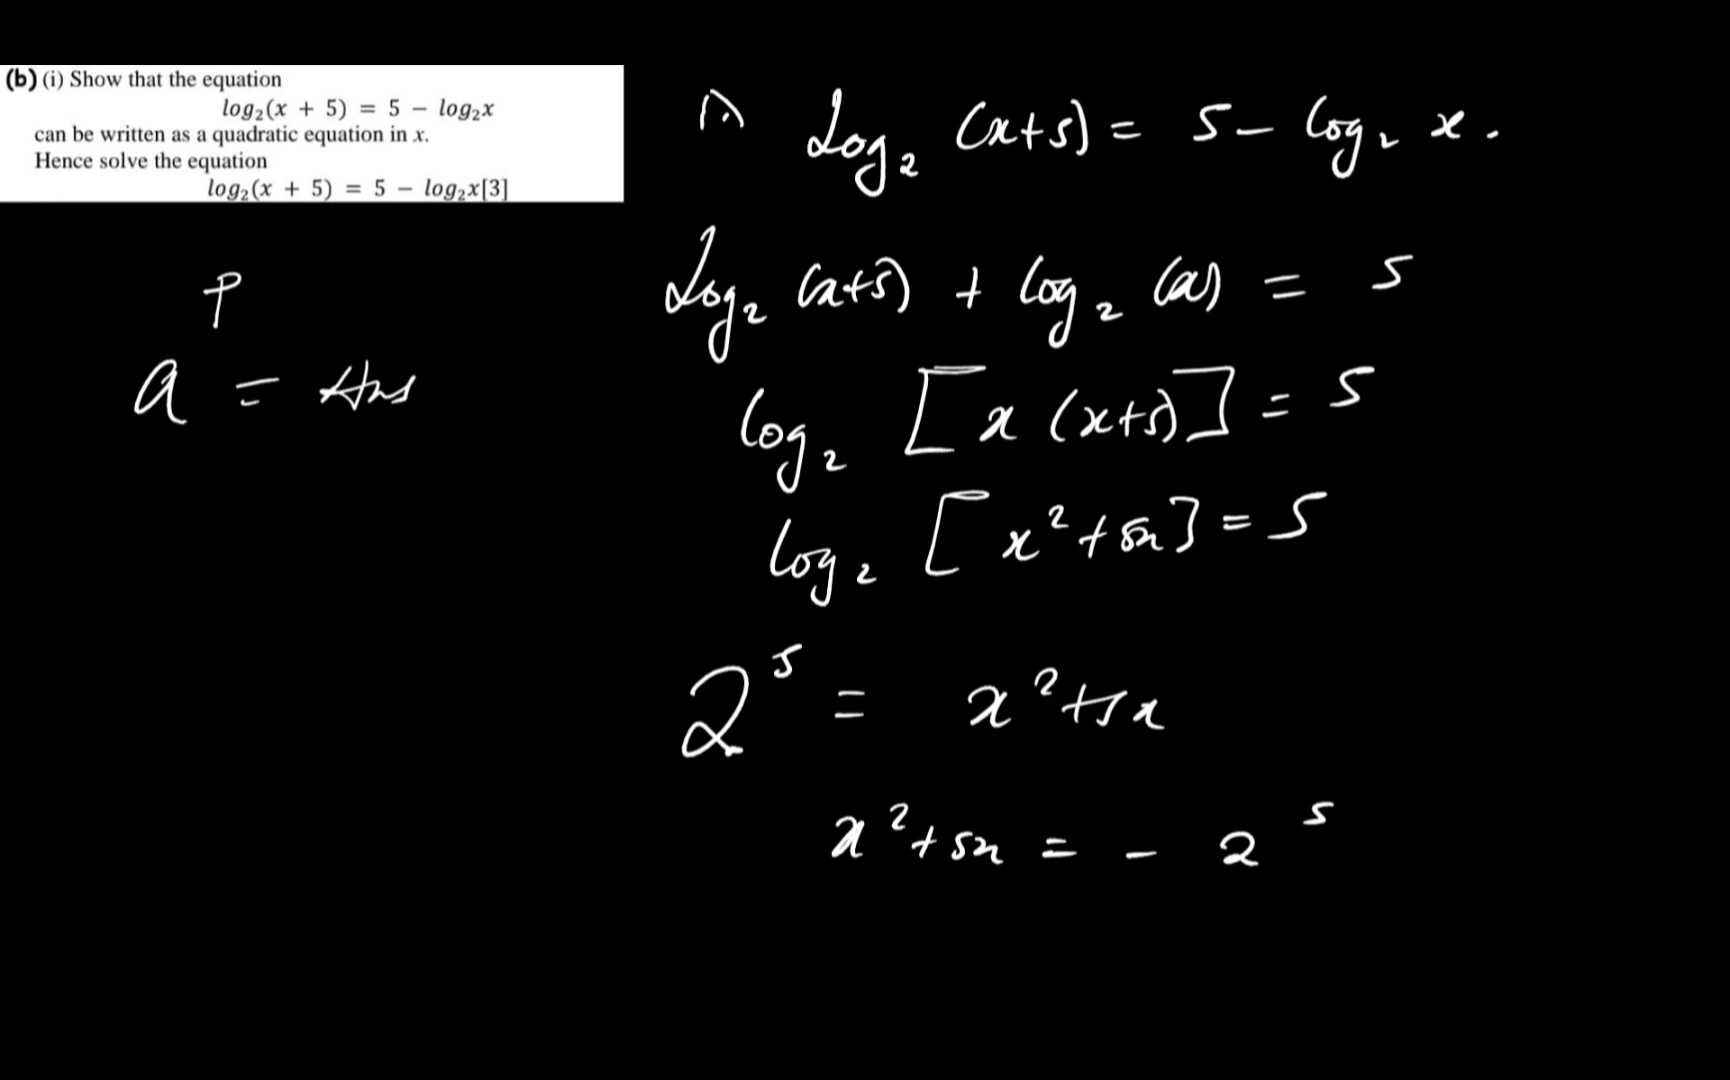 (b) (i) Show that the equation
log₂(x + 5) = 5 − log₂x
can be written as a quadratic equation in x.
Hence solve the equation
log₂(x + 5) = 5 − log₂x[3]
P
a = Ans
i) Log₂ (x+5) = 5 − log₂ x.
Log₂ (x+5) + log₂ (x) = 5
log₂ [x (x+5)] = 5
log₂ [x²+5x] = 5
2⁵ = x²+5x
x²+5x = − 2⁵